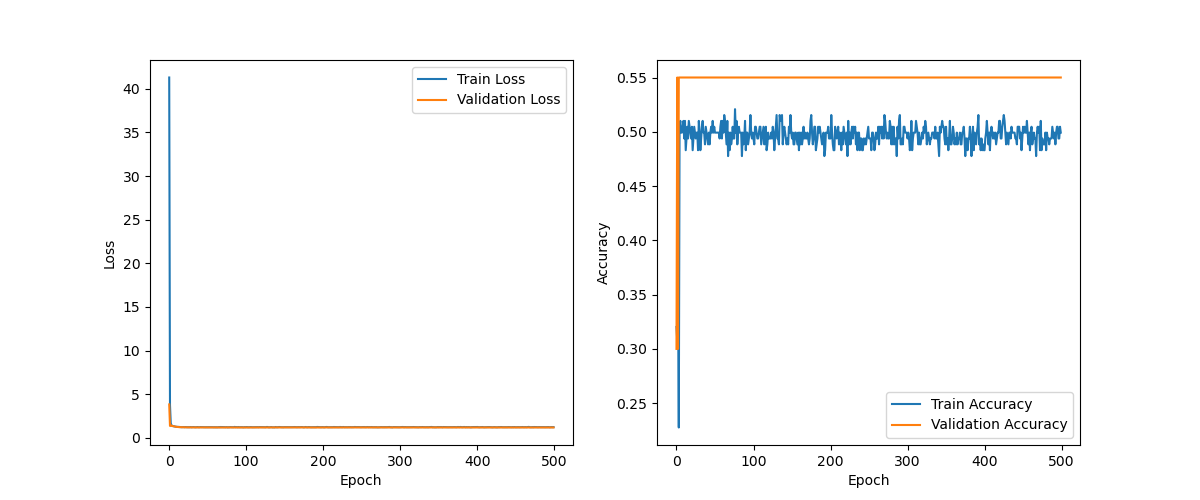 40
35
30
25
20
15
10
5
0
Loss
0 100 200 300 400 500
Epoch
Train Loss
Validation Loss
0.55
0.50
0.45
0.40
0.35
0.30
0.25
Accuracy
0 100 200 300 400 500
Epoch
Train Accuracy
Validation Accuracy